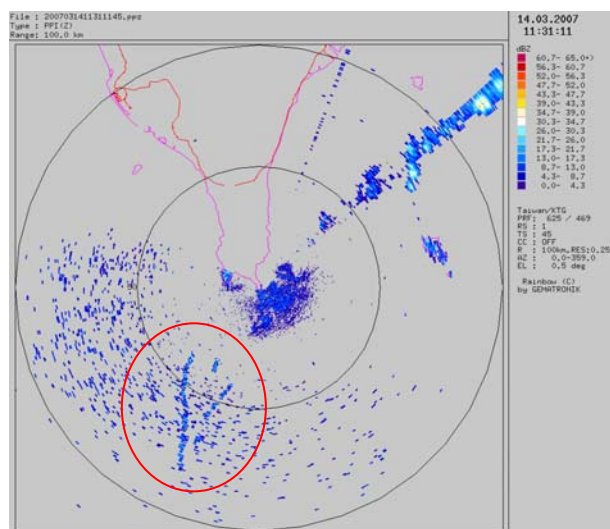 File : 2007031411311145.ppz
Type : PPI(Z)
Range: 100.0 km
14.03.2007
11:31:11
dBZ
60.7- 65.0+)
56.3- 60.7
52.0- 56.3
47.7- 52.0
43.3- 47.7
39.0- 43.3
34.7- 39.0
30.3- 34.7
26.0- 30.3
21.7- 26.0
17.3- 21.7
13.0- 17.3
8.7- 13.0
4.3- 8.7
0.0- 4.3
Taiwan/KTG
PRF: 625 / 469
RS : 1
TS : 45
CC : OFF
R : 100km,RES:0.25
AZ : 0.0-359.0
EL : 0.5 deg
Rainbow (C)
by GEMATRONIK